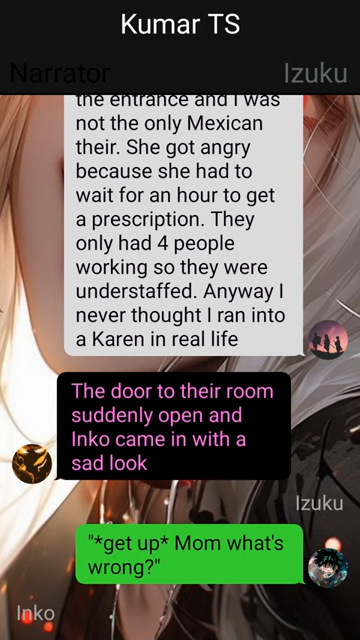 Kumar TS
Narrator
Izuku
the entrance and I was
not the only Mexican
their. She got angry
because she had to
wait for an hour to get
a prescription. They
only had 4 people
working so they were
understaffed. Anyway I
never thought I ran into
a Karen in real life
The door to their room
suddenly open and
Inko came in with a
sad look
Izuku
"*get up* Mom what's
wrong?"
Inko